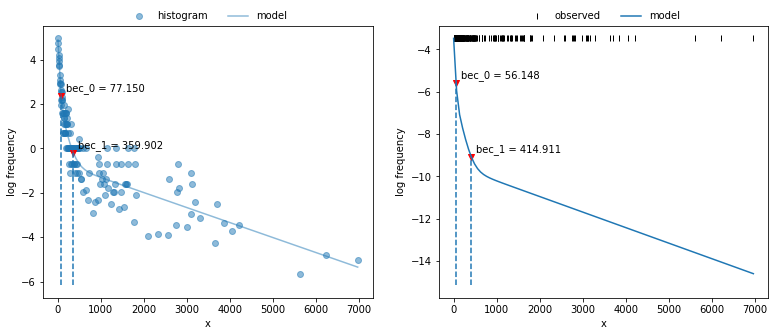 histogram model
4
2
0
−2
−4
−6
log frequency
bec_0 = 77.150
bec_1 = 359.902
0 1000 2000 3000 4000 5000 6000 7000
x
observed model
−4
−6
−8
−10
−12
−14
log frequency
bec_0 = 56.148
bec_1 = 414.911
0 1000 2000 3000 4000 5000 6000 7000
x